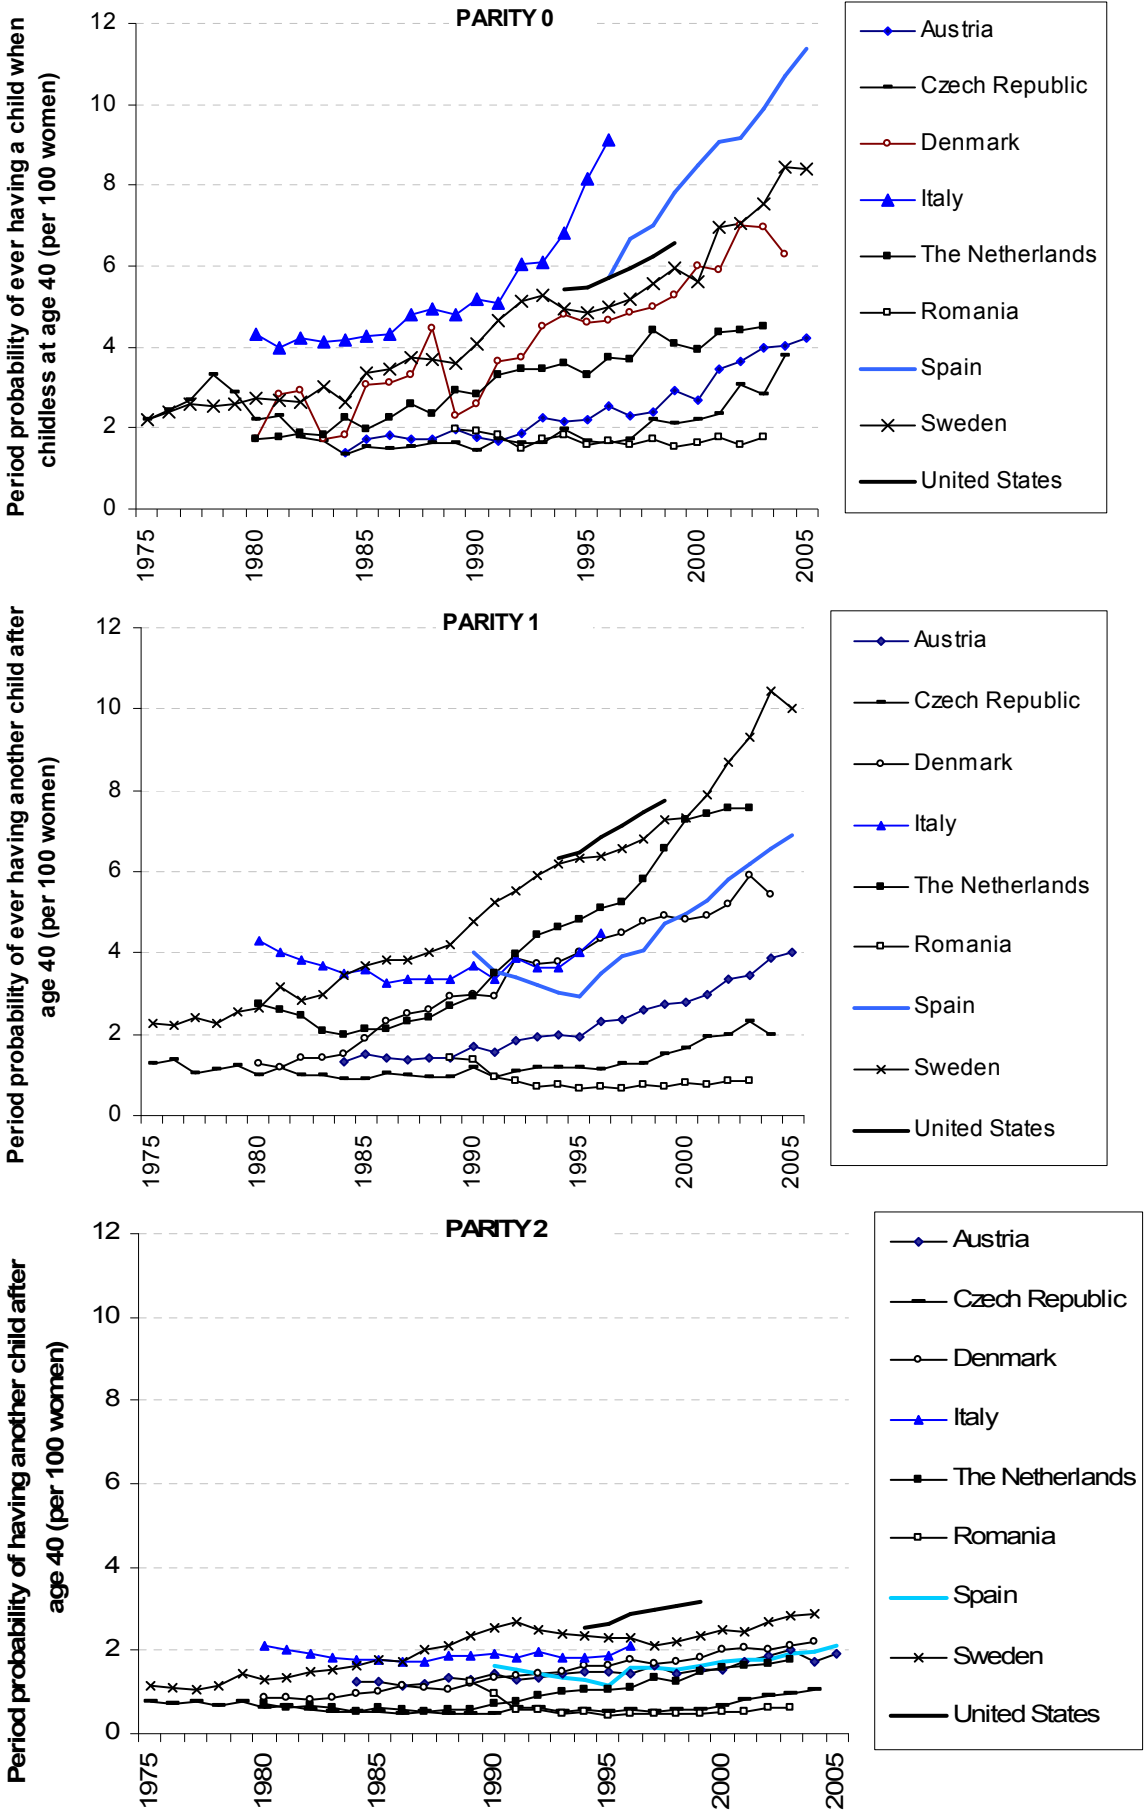 PARITY 0
Period probability of ever having a child when
childless at age 40 (per 100 women)
12
10
8
6
4
2
0
1975
1980
1985
1990
1995
2000
2005
Austria
Czech Republic
Denmark
Italy
The Netherlands
Romania
Spain
Sweden
United States
PARITY 1
Period probability of ever having another child after
age 40 (per 100 women)
12
10
8
6
4
2
0
1975
1980
1985
1990
1995
2000
2005
Austria
Czech Republic
Denmark
Italy
The Netherlands
Romania
Spain
Sweden
United States
PARITY 2
Period probability of having another child after
age 40 (per 100 women)
12
10
8
6
4
2
0
1975
1980
1985
1990
1995
2000
2005
Austria
Czech Republic
Denmark
Italy
The Netherlands
Romania
Spain
Sweden
United States